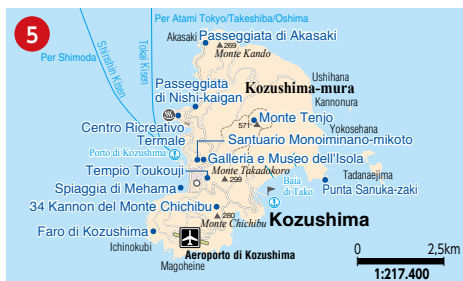 5
Per Atami Tokyo/Takeshiba/Oshima
Akasaki
Passeggiata di Akasaki
269
Monte Kando
Per Shimoda
Shinshin Kisen
Tokai Kisen
Ushihana
Kozushima-mura
Kannonura
Passeggiata
di Nishi-kaigan
Monte Tenjo
571
Yokosehana
Centro Ricreativo
Termale
Santuario Monoiminano-mikoto
Porto di Kozushima
Galleria e Museo dell'Isola
Tempio Toukouji
Monte Takadokoro
299
Baia
di Tako
Tadanaejima
Punta Sanuka-zaki
Spiaggia di Mehama
34 Kannon del Monte Chichibu
280
Monte Chichibu
Kozushima
Faro di Kozushima
Ichinokubi
Aeroporto di Kozushima
Magoheine
0 2,5km
1:217.400